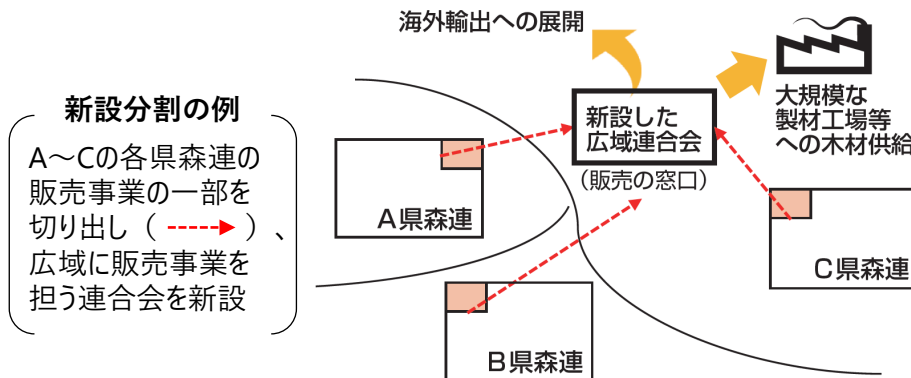 海外輸出への展開
新設分割の例
A～Cの各県森連の
販売事業の一部を
切り出し（ ）、
広域に販売事業を
担う連合会を新設
新設した
広域連合会
（販売の窓口）
大規模な
製材工場等
への木材供給
A県森連
B県森連
C県森連